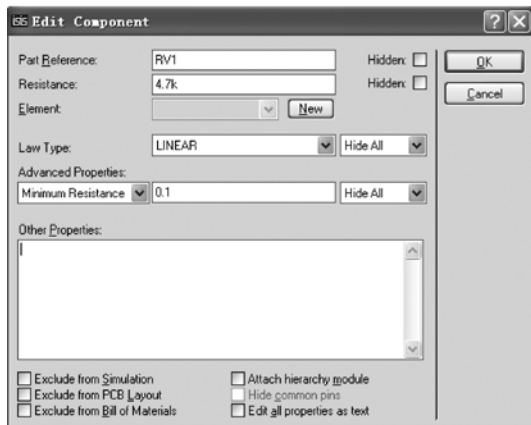 ISIS Edit Component
Part Reference: RV1 Hidden:
Resistance: 4.7k Hidden:
Element: New
Law Type: LINEAR Hide All
Advanced Properties:
Minimum Resistance 0.1 Hide All
Other Properties:
Exclude from Simulation Attach hierarchy module
Exclude from PCB Layout Hide common pins
Exclude from Bill of Materials Edit all properties as text
OK
Cancel